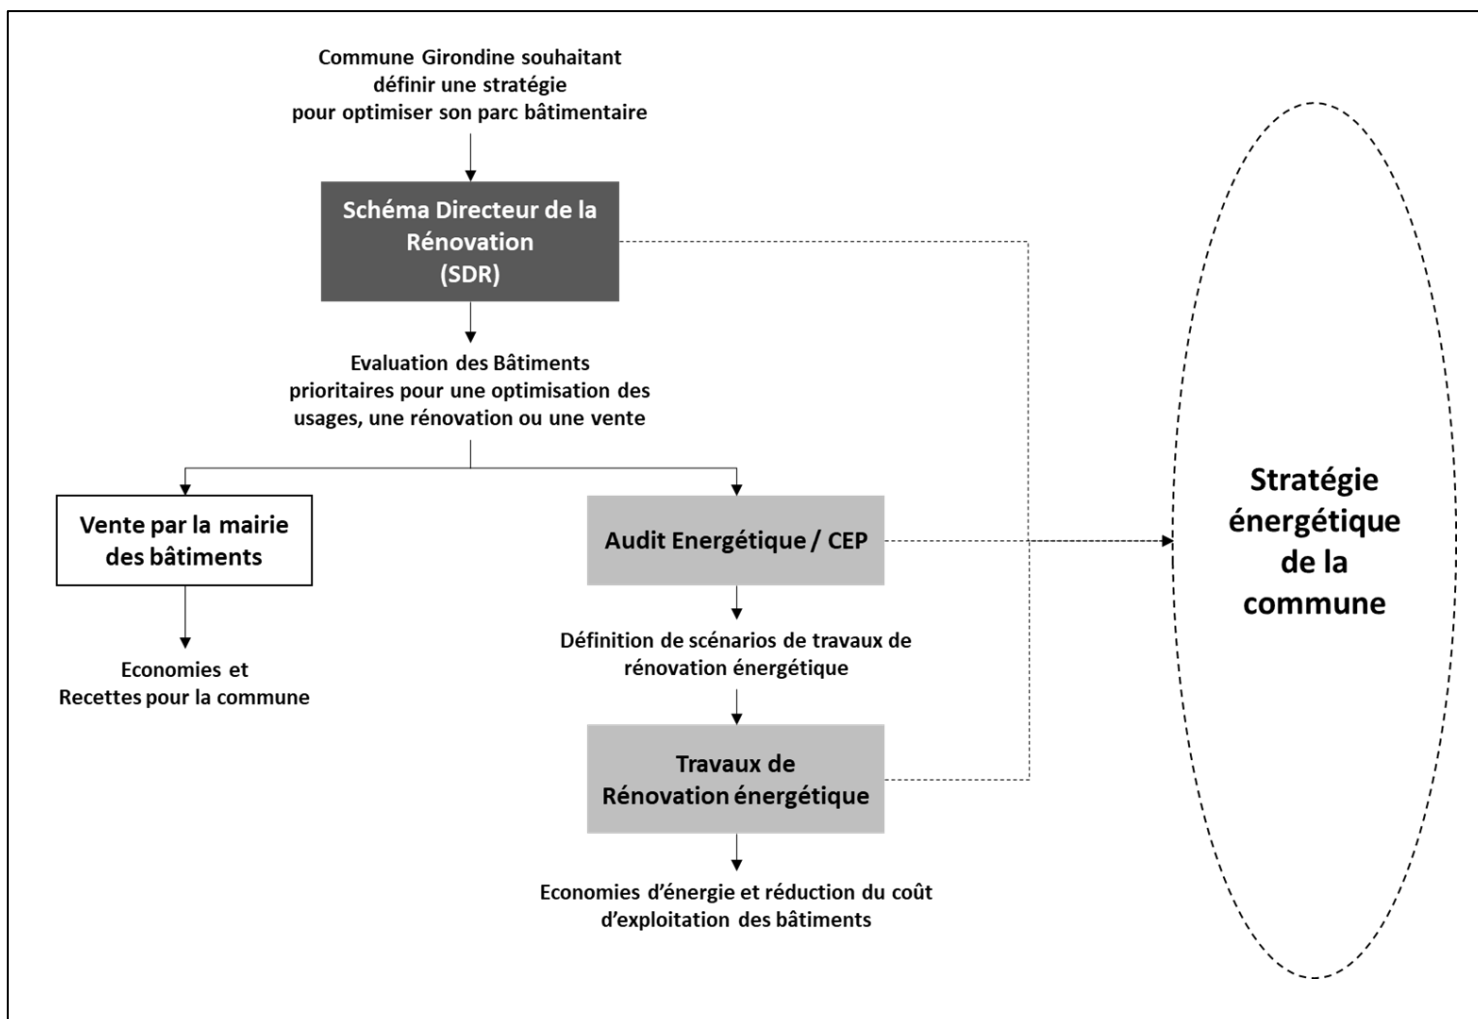 Commune Girondine souhaitant
définir une stratégie
pour optimiser son parc bâtimentaire
Schéma Directeur de la
Rénovation
(SDR)
Evaluation des Bâtiments
prioritaires pour une optimisation des
usages, une rénovation ou une vente
Vente par la mairie
des bâtiments
Economies et
Recettes pour la commune
Audit Energétique / CEP
Définition de scénarios de travaux de
rénovation énergétique
Travaux de
Rénovation énergétique
Economies d'énergie et réduction du coût
d'exploitation des bâtiments
Stratégie
énergétique
de la
commune